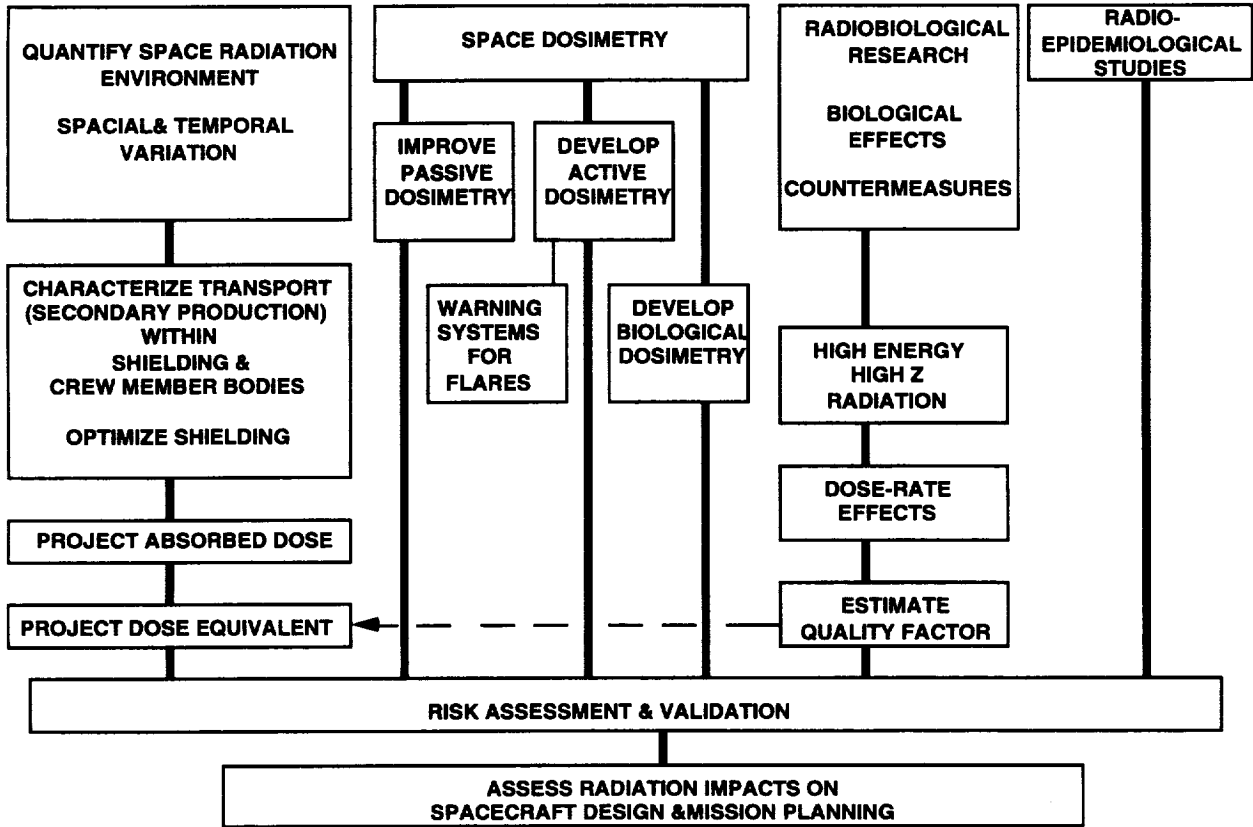 QUANTIFY SPACE RADIATION
ENVIRONMENT
SPACIAL& TEMPORAL
VARIATION
SPACE DOSIMETRY
RADIOBIOLOGICAL
RESEARCH
BIOLOGICAL
EFFECTS
COUNTERMEASURES
RADIO-
EPIDEMIOLOGICAL
STUDIES
IMPROVE
PASSIVE
DOSIMETRY
DEVELOP
ACTIVE
DOSIMETRY
CHARACTERIZE TRANSPORT
(SECONDARY PRODUCTION)
WITHIN
SHIELDING &
CREW MEMBER BODIES
OPTIMIZE SHIELDING
WARNING
SYSTEMS
FOR
FLARES
DEVELOP
BIOLOGICAL
DOSIMETRY
HIGH ENERGY
HIGH Z
RADIATION
DOSE-RATE
EFFECTS
PROJECT ABSORBED DOSE
PROJECT DOSE EQUIVALENT
ESTIMATE
QUALITY FACTOR
RISK ASSESSMENT & VALIDATION
ASSESS RADIATION IMPACTS ON
SPACECRAFT DESIGN &MISSION PLANNING